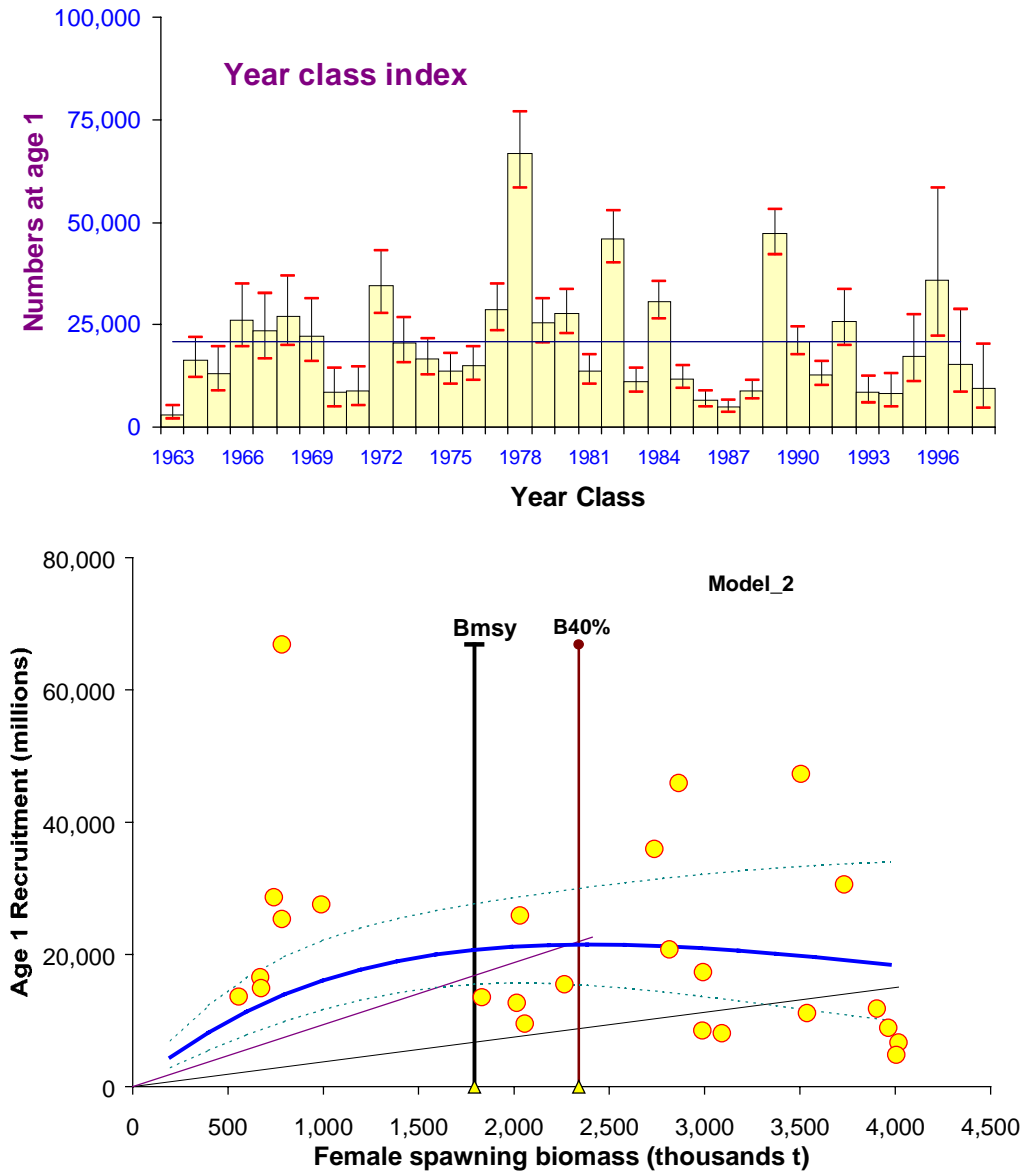 100,000
Year class index
75,000
50,000
25,000
0
Numbers at age 1
1963 1966 1969 1972 1975 1978 1981 1984 1987 1990 1993 1996
Year Class
80,000
Model_2
Bmsy B40%
60,000
40,000
20,000
0
Age 1 Recruitment (millions)
0 500 1,000 1,500 2,000 2,500 3,000 3,500 4,000 4,500
Female spawning biomass (thousands t)